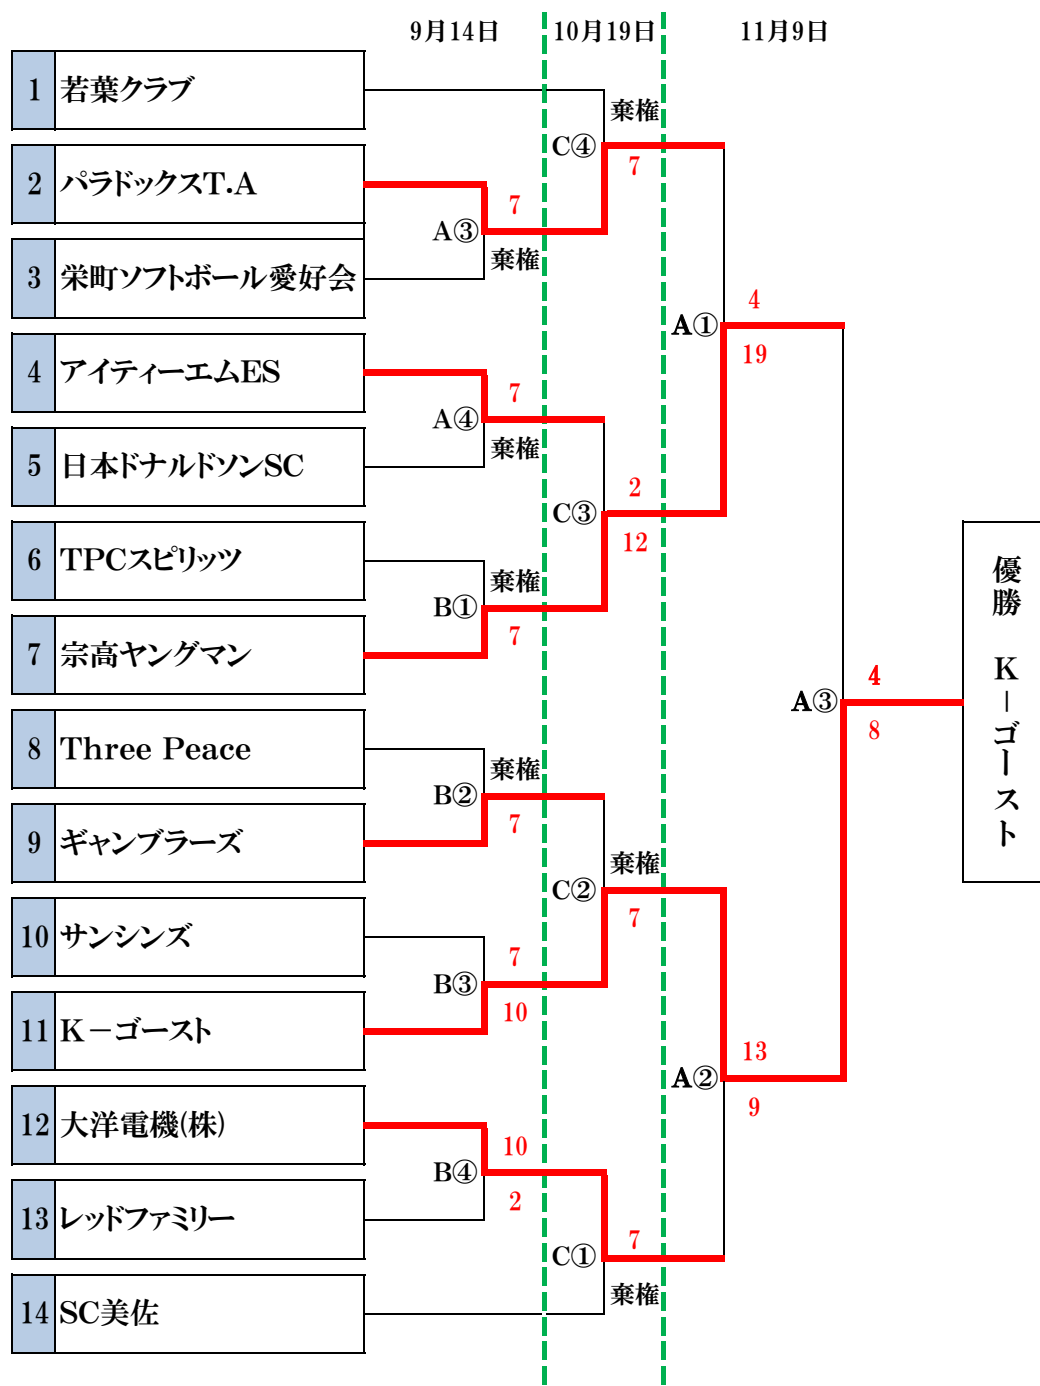 9月14日 10月19日 11月9日
1 若葉クラブ
棄権
C④
7
2 パラドックスT.A
7
A③
棄権
3 栄町ソフトボール愛好会
4
A①
19
4 アイティーエムES
7
A④
棄権
5 日本ドナルドソンSC
2
C③
12
6 TPCスピリッツ
棄権
B①
7
7 宗高ヤングマン
優勝 K－ゴースト
4
A③
8
8 Three Peace
棄権
B②
7
9 ギャンブラーズ
棄権
C②
7
10 サンシンズ
7
B③
10
11 K－ゴースト
13
A②
9
12 大洋電機(株)
10
B④
2
13 レッドファミリー
7
C①
棄権
14 SC美佐